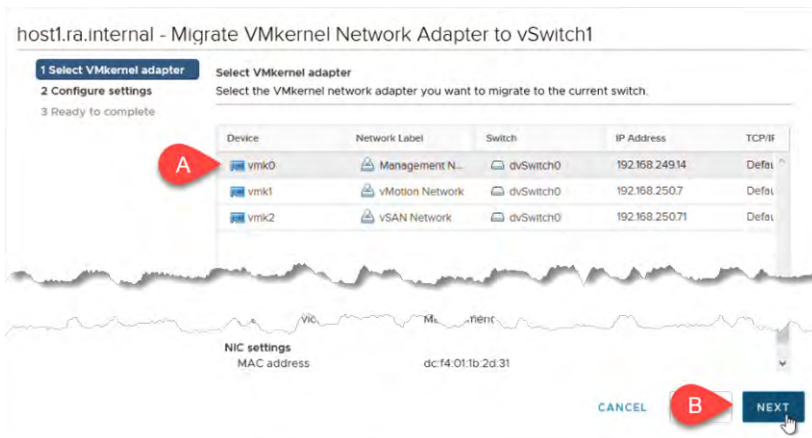 host1.ra.internal - Migrate VMkernel Network Adapter to vSwitch1
1 Select VMkernel adapter
2 Configure settings
3 Ready to complete
Select VMkernel adapter
Select the VMkernel network adapter you want to migrate to the current switch.
Device Network Label Switch IP Address TCP/IF
A vmk0 Management N... dvSwitch0 192.168.249.14 Defau
vmk1 vMotion Network dvSwitch0 192.168.250.7 Defau
vmk2 vSAN Network dvSwitch0 192.168.250.71 Defau
NIC settings
MAC address dc:f4:01:1b:2d:31
CANCEL B NEXT